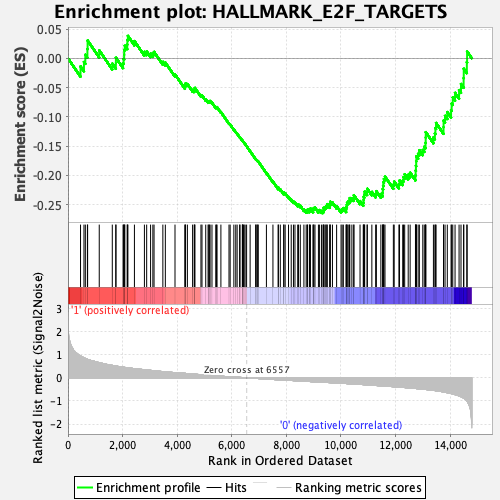 Enrichment plot: HALLMARK_E2F_TARGETS
Enrichment score (ES)
0.05
0.00
-0.05
-0.10
-0.15
-0.20
-0.25
'1' (positively correlated)
Ranked list metric (Signal2Noise)
3
2
1
0
-1
-2
Zero cross at 6557
'0' (negatively correlated)
0
2,000
4,000
6,000
8,000
10,000
12,000
14,000
Rank in Ordered Dataset
Enrichment profile
Hits
Ranking metric scores